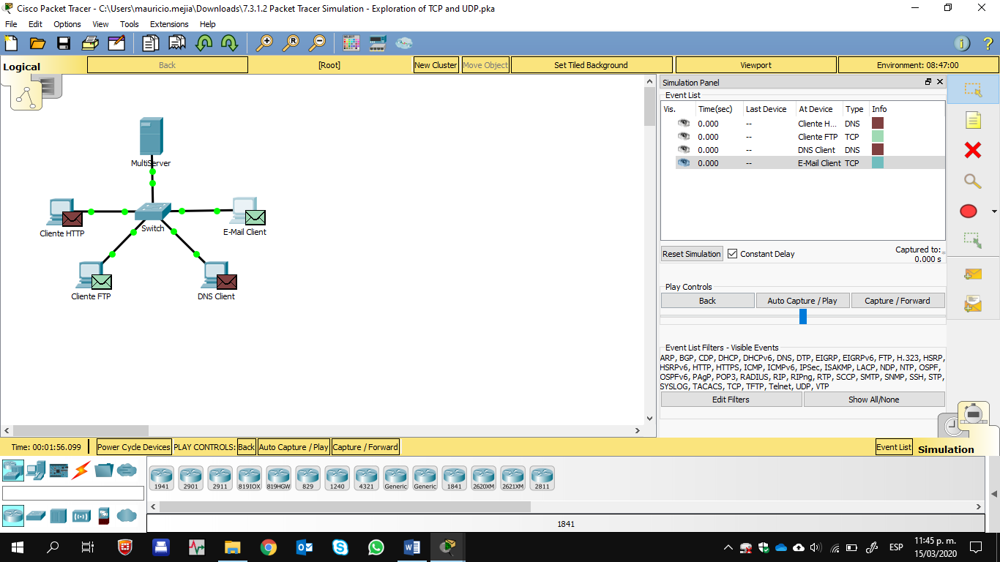 Cisco Packet Tracer - C:\Users\mauricio.mejia\Downloads\7.3.1.2 Packet Tracer Simulation - Exploration of TCP and UDP.pka
File Edit Options View Tools Extensions Help
Logical Back [Root] New Cluster Move Object Set Tiled Background Viewport Environment: 08:47:00
MultiServer
Cliente HTTP
Switch
E-Mail Client
Cliente FTP
DNS Client
Simulation Panel
Event List
Vis. Time(sec) Last Device At Device Type Info
0.000 -- Cliente H... DNS
0.000 -- Cliente FTP TCP
0.000 -- DNS Client DNS
0.000 -- E-Mail Client TCP
Reset Simulation Constant Delay
Captured to:
0.000 s
Play Controls
Back Auto Capture / Play Capture / Forward
Event List Filters - Visible Events
ARP, BGP, CDP, DHCP, DHCPv6, DNS, DTP, EIGRP, EIGRPv6, FTP, H.323, HSRP,
HSRPv6, HTTP, HTTPS, ICMP, ICMPv6, IPSec, ISAKMP, LACP, NDP, NTP, OSPF,
OSPFv6, PAgP, POP3, RADIUS, RIP, RIPng, RTP, SCCP, SMTP, SNMP, SSH, STP,
SYSLOG, TACACS, TCP, TFTP, Telnet, UDP, VTP
Edit Filters Show All/None
Time: 00:01:56.099 Power Cycle Devices PLAY CONTROLS: Back Auto Capture / Play Capture / Forward Event List Simulation
1941 2901 2911 819IOX 819HGW 829 1240 4321 Generic Generic 1841 2620XM 2621XM 2811
1841
ESP
11:45 p. m.
15/03/2020